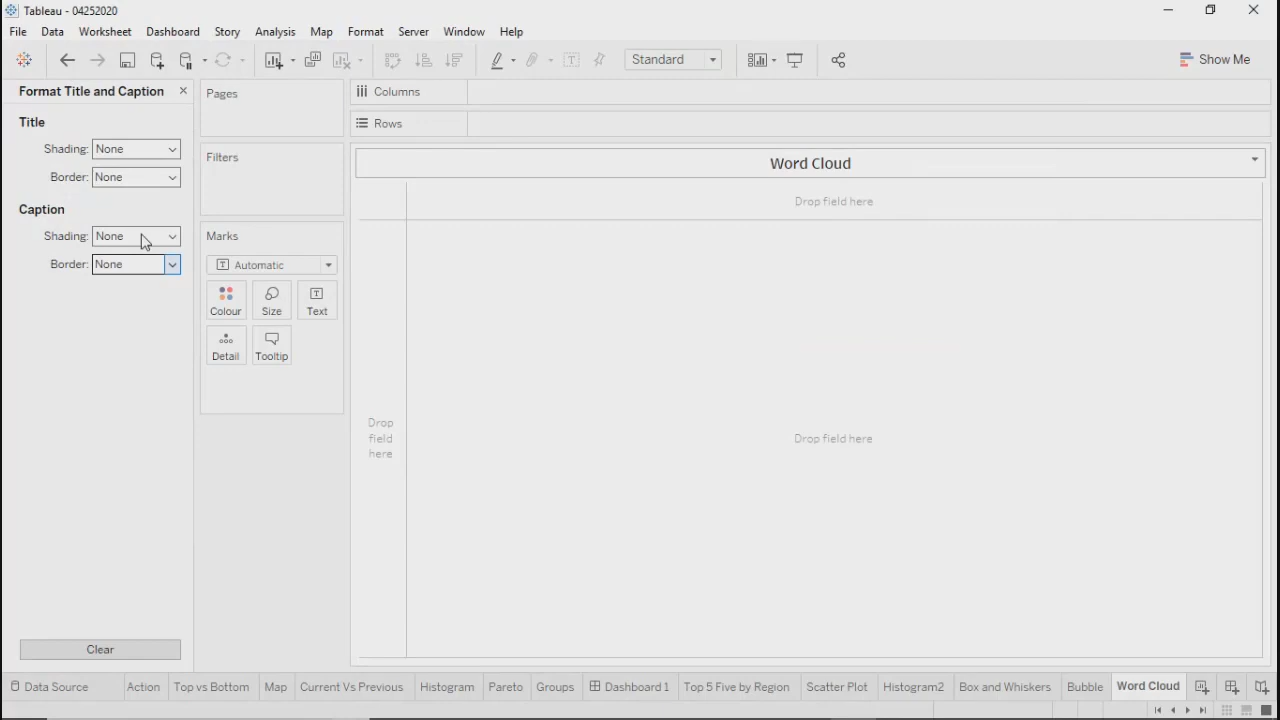 Tableau - 04252020
File Data Worksheet Dashboard Story Analysis Map Format Server Window Help
Standard
Show Me
Format Title and Caption
Title
Shading: None
Border: None
Caption
Shading: None
Border: None
Clear
Pages
Filters
Marks
Automatic
Colour Size Text
Detail Tooltip
Columns
Rows
Word Cloud
Drop field here
Drop
field
here
Drop field here
Data Source Action Top vs Bottom Map Current Vs Previous Histogram Pareto Groups Dashboard 1 Top 5 Five by Region Scatter Plot Histogram2 Box and Whiskers Bubble Word Cloud